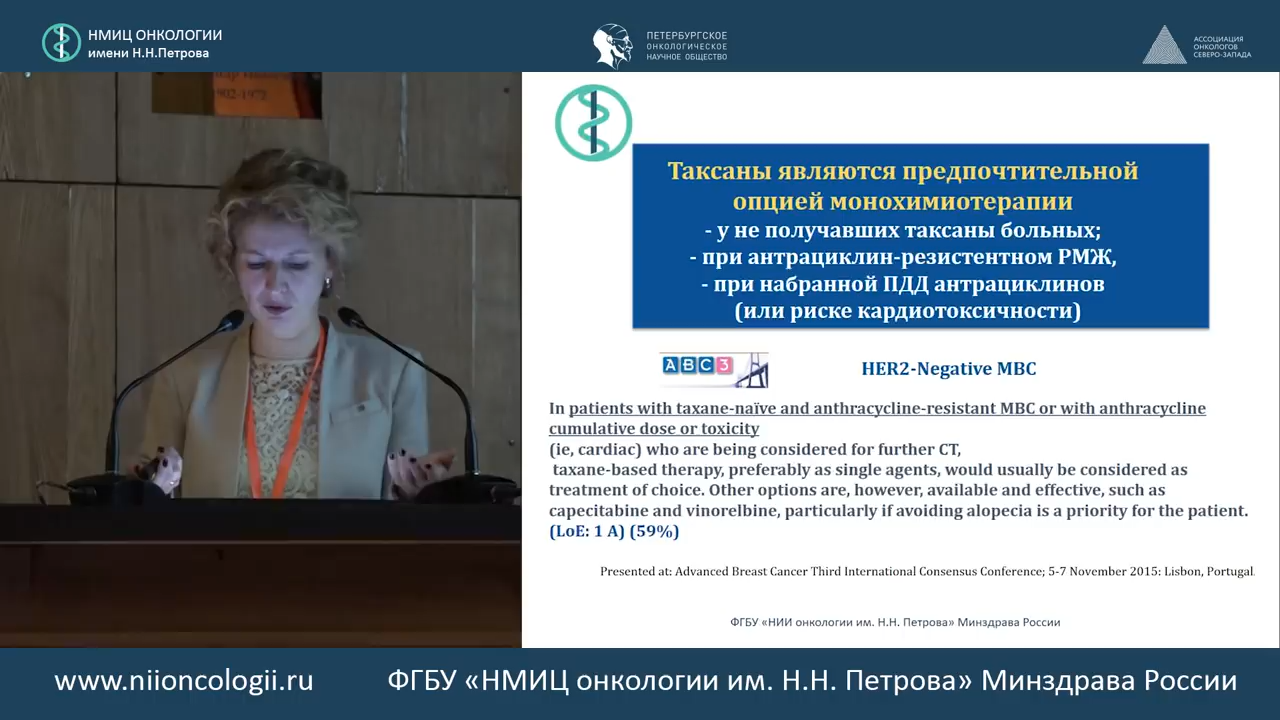 НМИЦ ОНКОЛОГИИ
имени Н.Н.Петрова
ПЕТЕРБУРГСКОЕ
ОНКОЛОГИЧЕСКОЕ
НАУЧНОЕ ОБЩЕСТВО
АССОЦИАЦИЯ
ОНКОЛОГОВ
СЕВЕРО-ЗАПАДА
1902-1972
Таксаны являются предпочтительной
опцией монохимиотерапии
- у не получавших таксаны больных;
- при антрациклин-резистентном РМЖ,
- при набранной ПДД антрациклинов
(или риске кардиотоксичности)
ABC3
HER2-Negative MBC
In patients with taxane-naïve and anthracycline-resistant MBC or with anthracycline
cumulative dose or toxicity
(ie, cardiac) who are being considered for further CT,
taxane-based therapy, preferably as single agents, would usually be considered as
treatment of choice. Other options are, however, available and effective, such as
capecitabine and vinorelbine, particularly if avoiding alopecia is a priority for the patient.
(LoE: 1 A) (59%)
Presented at: Advanced Breast Cancer Third International Consensus Conference; 5-7 November 2015: Lisbon, Portugal.
ФГБУ «НИИ онкологии им. Н.Н. Петрова» Минздрава России
www.niioncologii.ru
ФГБУ «НМИЦ онкологии им. Н.Н. Петрова» Минздрава России